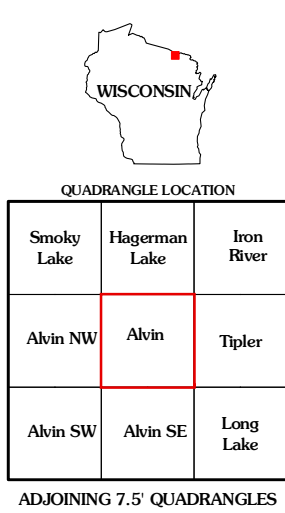 WISCONSIN
QUADRANGLE LOCATION
Smoky Lake
Hagerman Lake
Iron River
Alvin NW
Alvin
Tipler
Alvin SW
Alvin SE
Long Lake
ADJOINING 7.5' QUADRANGLES